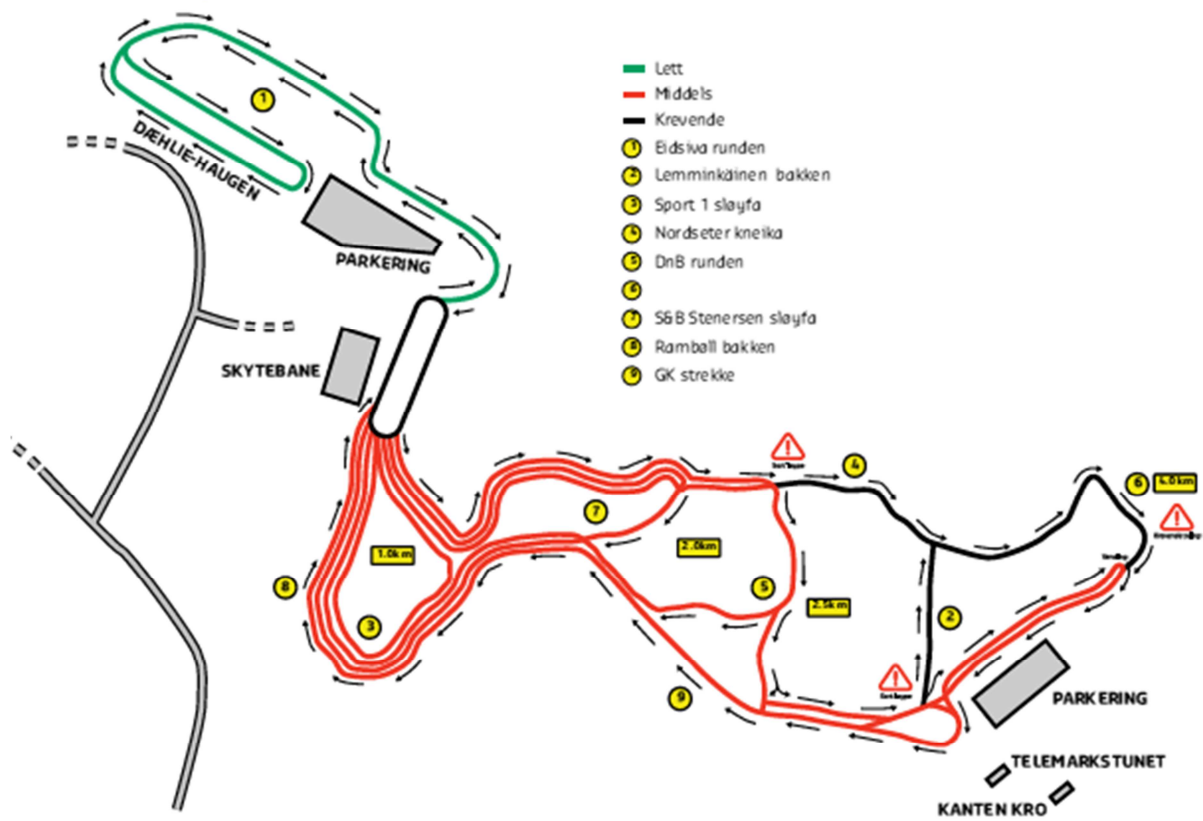 Lett
Middels
Krevende
1 Eidsiva runden
2 Lemminkäinen bakken
3 Sport 1 sløyfa
4 Nordseter kneika
5 DnB runden
6
7 S&B Stenersen sløyfa
8 Rambøll bakken
9 GK strekke
1
DÆHLIE-HAUGEN
PARKERING
SKYTEBANE
4
6 4.0km
7
1.0km
2.0km
8
5
2.5km
2
3
9
PARKERING
TELEMARKSTUNET
KANTEN KRO